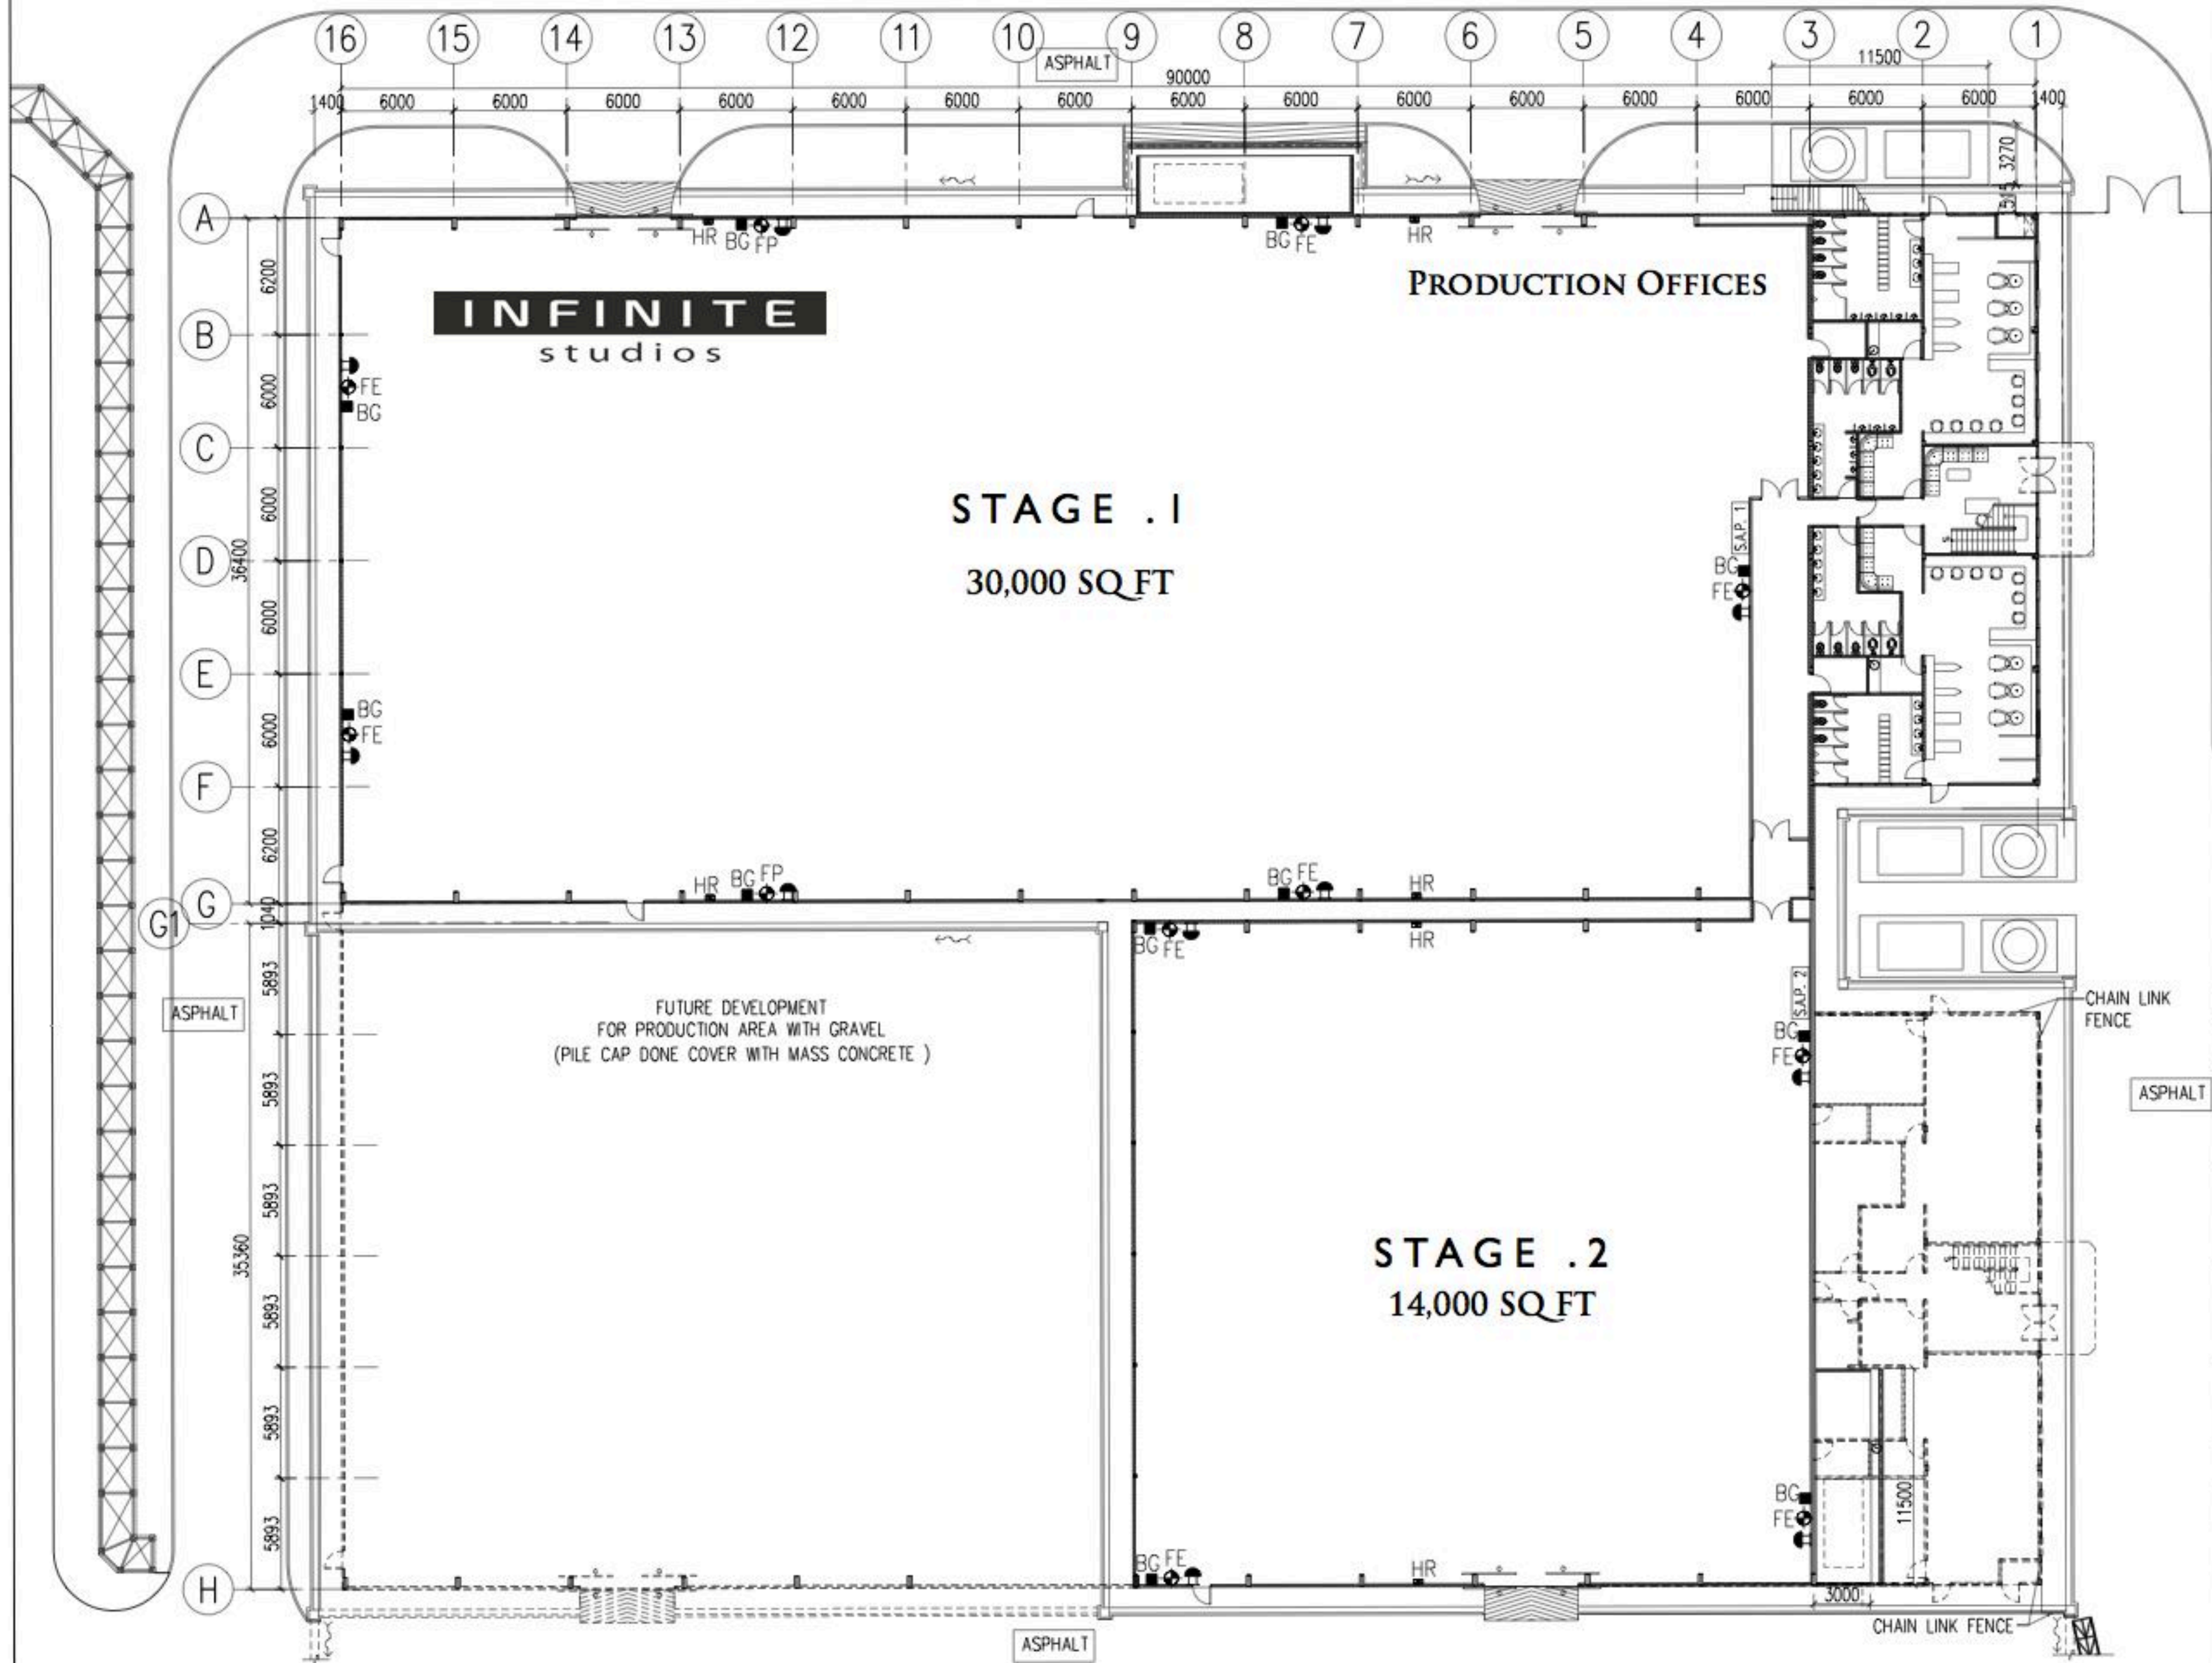 16 15 14 13 12 11 10 9 8 7 6 5 4 3 2 1
ASPHALT
11500
90000
1400 6000 6000 6000 6000 6000 6000 6000 6000 6000 6000 6000 6000 6000 6000 6000 1400
3270
A
HR BG FP
BG FE
HR
6200
PRODUCTION OFFICES
INFINITE
studios
B
6000
FE
BG
C
6000
STAGE .1
S.A.P. 1
D
36400
30,000 SQ FT
BG
FE
6000
E
6000
BG
FE
F
6200
HR BG FP
BG FE
HR
G
1040
G1
BG FE
HR
5893
S.A.P. 2
ASPHALT
FUTURE DEVELOPMENT
FOR PRODUCTION AREA WITH GRAVEL
(PILE CAP DONE COVER WITH MASS CONCRETE )
CHAIN LINK
FENCE
BG
FE
5893
ASPHALT
5893
35360
STAGE .2
14,000 SQ FT
5893
5893
BG
FE
11500
5893
BG FE
HR
H
3000
CHAIN LINK FENCE
ASPHALT